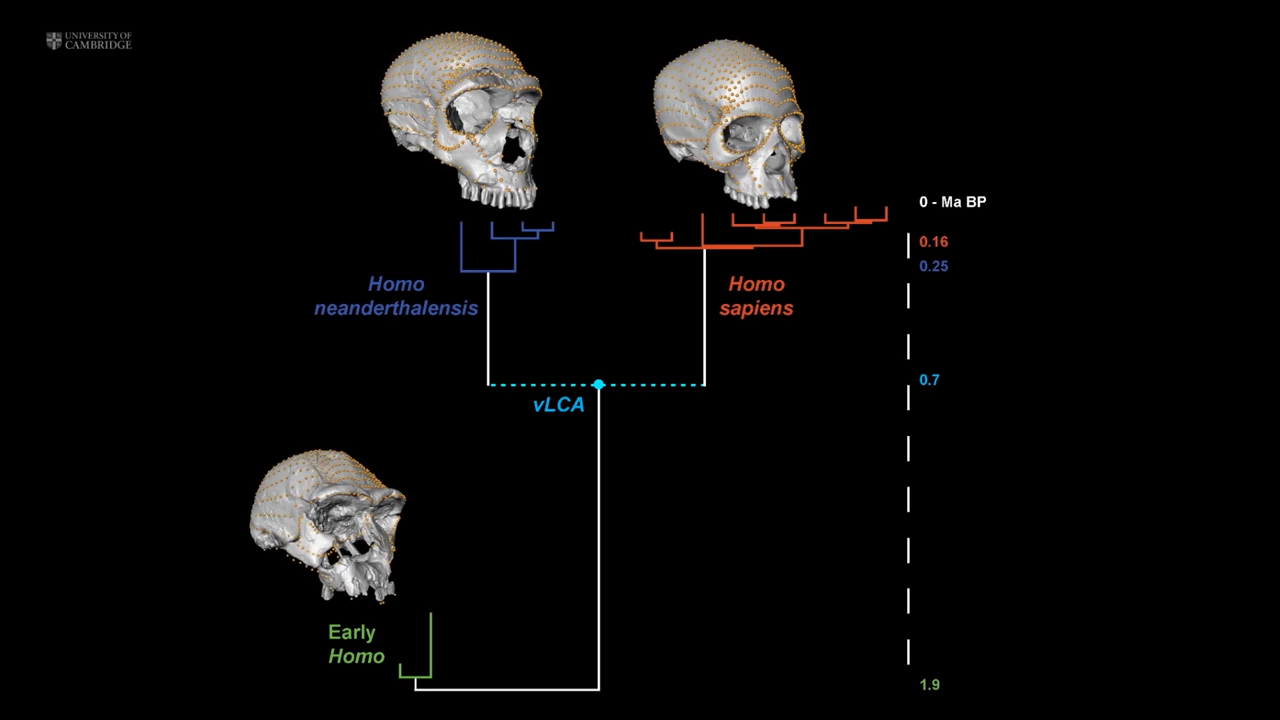 UNIVERSITY OF
CAMBRIDGE
0 - Ma BP
0.16
0.25
Homo
neanderthalensis
Homo
sapiens
0.7
vLCA
Early
Homo
1.9